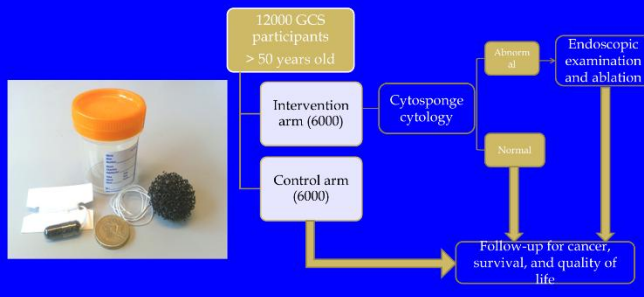 12000 GCS
participants
> 50 years old
Intervention
arm (6000)
Control arm
(6000)
Cytosponge
cytology
Abnorm
al
Normal
Endoscopic
examination
and ablation
Follow-up for cancer,
survival, and quality of
life